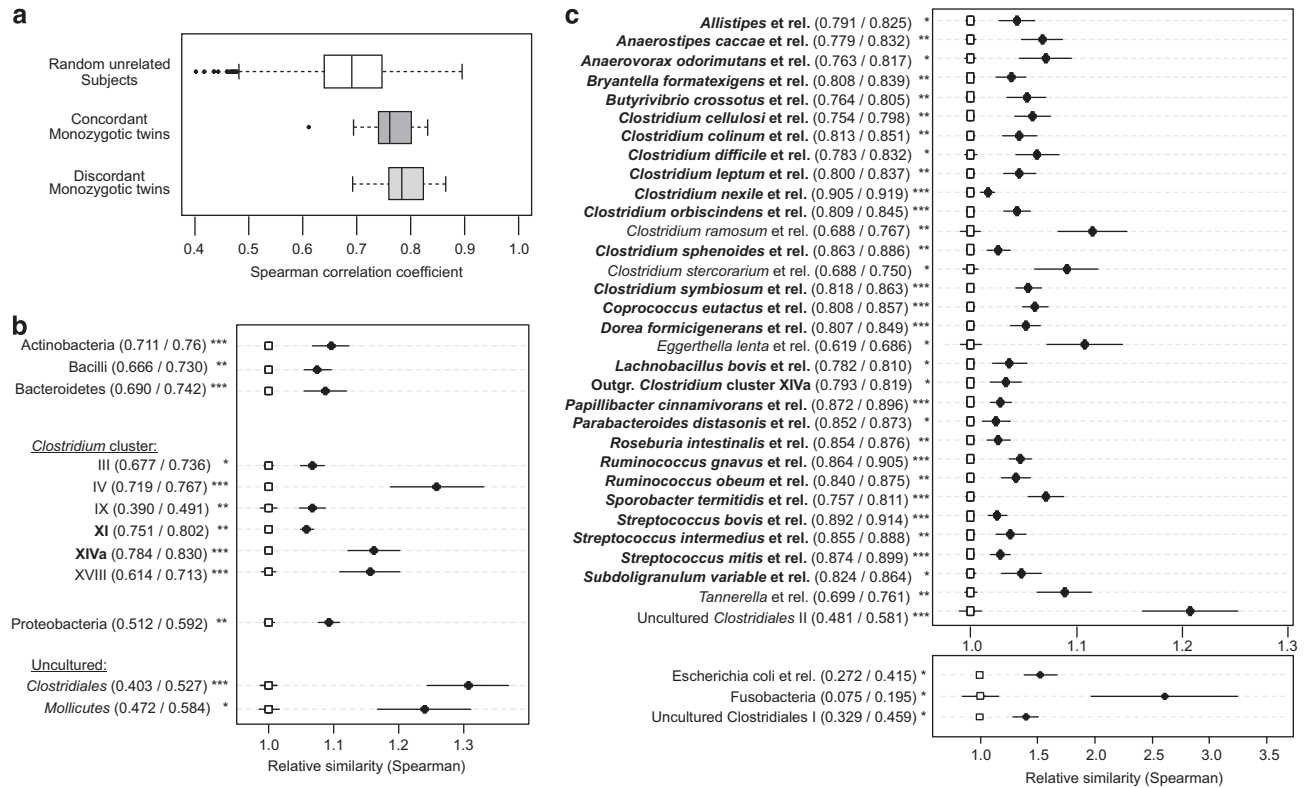 a
Random unrelated
Subjects
Concordant
Monozygotic twins
Discordant
Monozygotic twins
0.4 0.5 0.6 0.7 0.8 0.9 1.0
Spearman correlation coefficient
b
Actinobacteria (0.711 / 0.76) ***
Bacilli (0.666 / 0.730) **
Bacteroidetes (0.690 / 0.742) ***
Clostridium cluster:
III (0.677 / 0.736) *
IV (0.719 / 0.767) ***
IX (0.390 / 0.491) **
XI (0.751 / 0.802) **
XIVa (0.784 / 0.830) ***
XVIII (0.614 / 0.713) ***
Proteobacteria (0.512 / 0.592) **
Uncultured:
Clostridiales (0.403 / 0.527) ***
Mollicutes (0.472 / 0.584) *
1.0 1.1 1.2 1.3
Relative similarity (Spearman)
c
Allistipes et rel. (0.791 / 0.825) *
Anaerostipes caccae et rel. (0.779 / 0.832) **
Anaerovorax odorimutans et rel. (0.763 / 0.817) *
Bryantella formatexigens et rel. (0.808 / 0.839) **
Butyrivibrio crossotus et rel. (0.764 / 0.805) **
Clostridium cellulosi et rel. (0.754 / 0.798) **
Clostridium colinum et rel. (0.813 / 0.851) **
Clostridium difficile et rel. (0.783 / 0.832) *
Clostridium leptum et rel. (0.800 / 0.837) **
Clostridium nexile et rel. (0.905 / 0.919) ***
Clostridium orbiscindens et rel. (0.809 / 0.845) ***
Clostridium ramosum et rel. (0.688 / 0.767) **
Clostridium sphenoides et rel. (0.863 / 0.886) **
Clostridium stercorarium et rel. (0.688 / 0.750) *
Clostridium symbiosum et rel. (0.818 / 0.863) ***
Coprococcus eutactus et rel. (0.808 / 0.857) ***
Dorea formicigenerans et rel. (0.807 / 0.849) ***
Eggerthella lenta et rel. (0.619 / 0.686) *
Lachnobacillus bovis et rel. (0.782 / 0.810) *
Outgr. Clostridium cluster XIVa (0.793 / 0.819) *
Papillibacter cinnamivorans et rel. (0.872 / 0.896) ***
Parabacteroides distasonis et rel. (0.852 / 0.873) *
Roseburia intestinalis et rel. (0.854 / 0.876) **
Ruminococcus gnavus et rel. (0.864 / 0.905) ***
Ruminococcus obeum et rel. (0.840 / 0.875) **
Sporobacter termitidis et rel. (0.757 / 0.811) ***
Streptococcus bovis et rel. (0.892 / 0.914) ***
Streptococcus intermedius et rel. (0.855 / 0.888) **
Streptococcus mitis et rel. (0.874 / 0.899) ***
Subdoligranulum variable et rel. (0.824 / 0.864) *
Tannerella et rel. (0.699 / 0.761) **
Uncultured Clostridiales II (0.481 / 0.581) ***
1.0 1.1 1.2 1.3
Escherichia coli et rel. (0.272 / 0.415) *
Fusobacteria (0.075 / 0.195) *
Uncultured Clostridiales I (0.329 / 0.459) *
1.0 1.5 2.0 2.5 3.0 3.5
Relative similarity (Spearman)